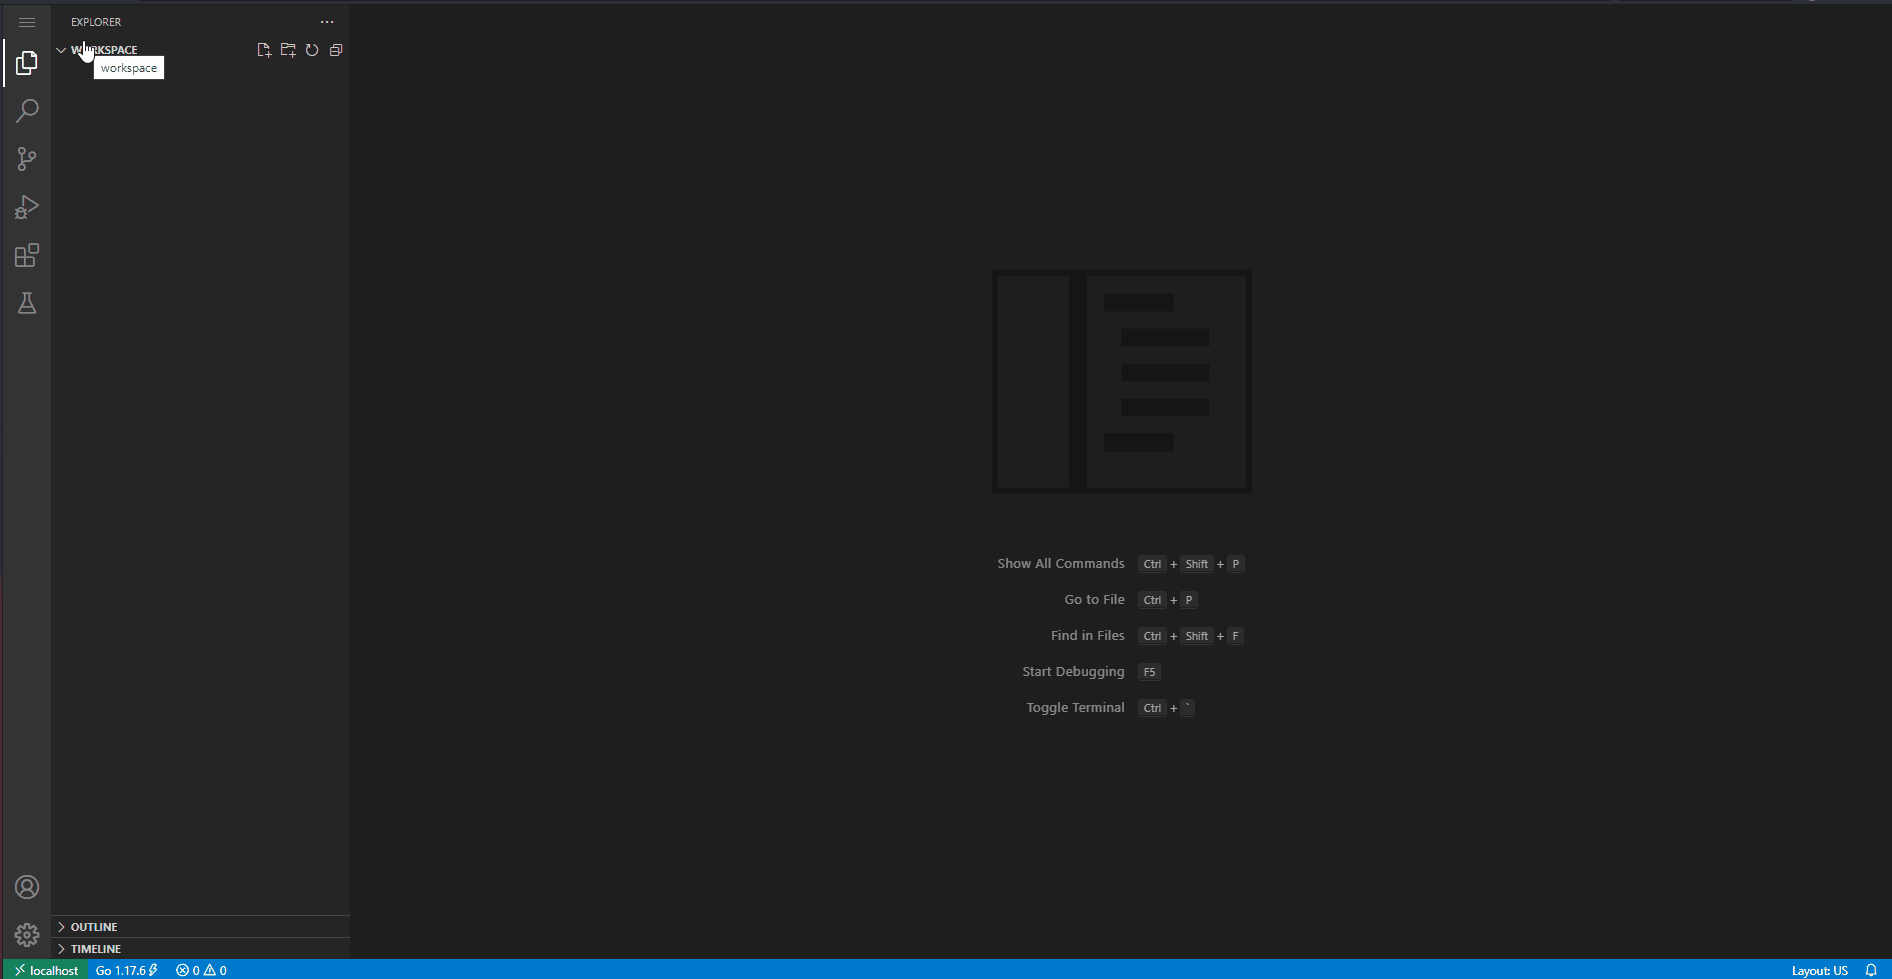 EXPLORER
WORKSPACE
workspace
Show All Commands Ctrl + Shift + P
Go to File Ctrl + P
Find in Files Ctrl + Shift + F
Start Debugging F5
Toggle Terminal Ctrl + `
OUTLINE
TIMELINE
localhost Go 1.17.6 0 0 Layout: US